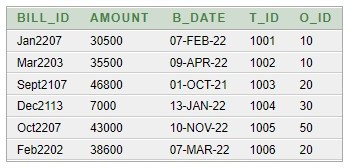 BILL_ID AMOUNT B_DATE T_ID O_ID
Jan2207 30500 07-FEB-22 1001 10
Mar2203 35500 09-APR-22 1002 10
Sept2107 46800 01-OCT-21 1003 20
Dec2113 7000 13-JAN-22 1004 30
Oct2207 43000 10-NOV-22 1005 50
Feb2202 38600 07-MAR-22 1006 20